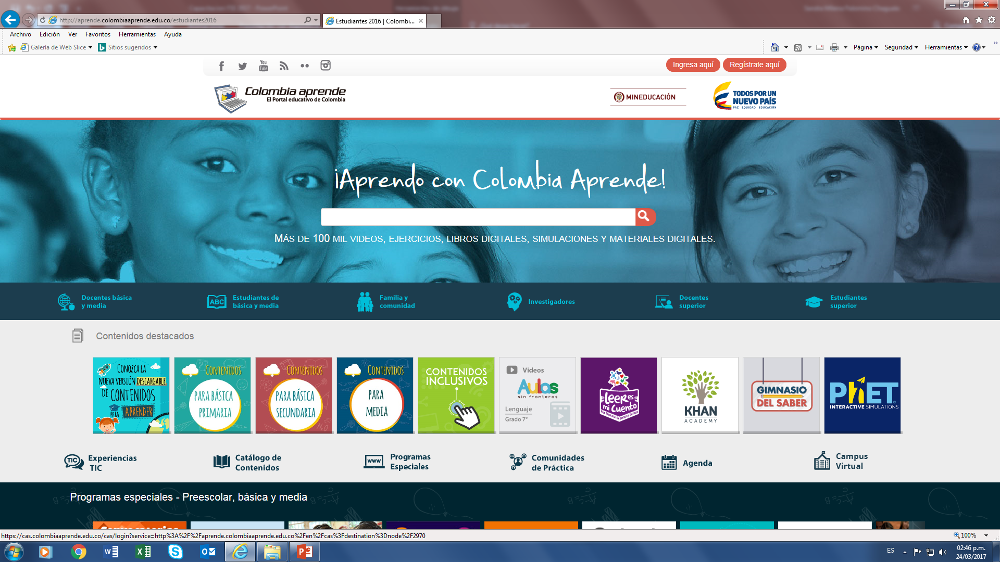 http://aprende.colombiaaprende.edu.co/estudiantes2016
Estudiantes 2016 | Colombi...
Archivo Edición Ver Favoritos Herramientas Ayuda
Galería de Web Slice Sitios sugeridos
Página Seguridad Herramientas
You Tube
Ingresa aquí Regístrate aquí
Colombia aprende
El Portal educativo de Colombia
MINEDUCACIÓN
TODOS POR UN
NUEVO PAÍS
PAZ EQUIDAD EDUCACIÓN
¡Aprendo con Colombia Aprende!
MÁS DE 100 MIL VIDEOS, EJERCICIOS, LIBROS DIGITALES, SIMULACIONES Y MATERIALES DIGITALES.
Docentes básica
y media
ABC
Estudiantes de
básica y media
Familia y
comunidad
Investigadores
Docentes
superior
Estudiantes
superior
Contenidos destacados
CONOZCA LA
NUEVA VERSIÓN DESCARGABLE
DE CONTENIDOS
PARA APRENDER
CONTENIDOS
PARA BÁSICA
PRIMARIA
CONTENIDOS
PARA BÁSICA
SECUNDARIA
CONTENIDOS
PARA
MEDIA
CONTENIDOS
INCLUSIVOS
Videos
Aulas
sin fronteras
Lenguaje
Grado 7°
Leer es
mi Cuento
Plan Nacional de Lectura y Escritura
KHAN
ACADEMY
GIMNASIO
DEL SABER
PhET
INTERACTIVE SIMULATIONS
TIC
Experiencias
TIC
Catálogo de
Contenidos
WWW
Programas
Especiales
Comunidades
de Práctica
Agenda
Campus
Virtual
Programas especiales - Preescolar, básica y media
Convocatorias
https://cas.colombiaaprende.edu.co/cas/login?service=http%3A%2F%2Faprende.colombiaaprende.edu.co%2Fen%2Fcas%3Fdestination%3Dnode%2F2970
100%
ES
02:46 p.m.
24/03/2017